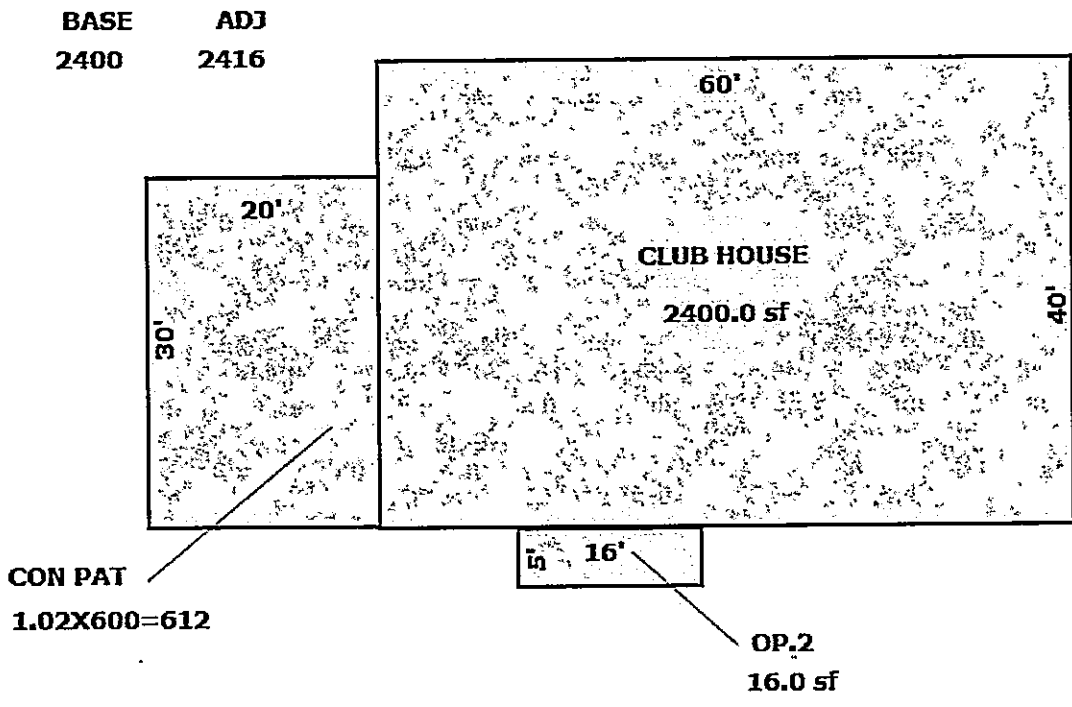 BASE ADJ
2400 2416
60'
20'
CLUB HOUSE
2400.0 sf
30'
40'
5' 16'
CON PAT
1.02X600=612
OP.2
16.0 sf